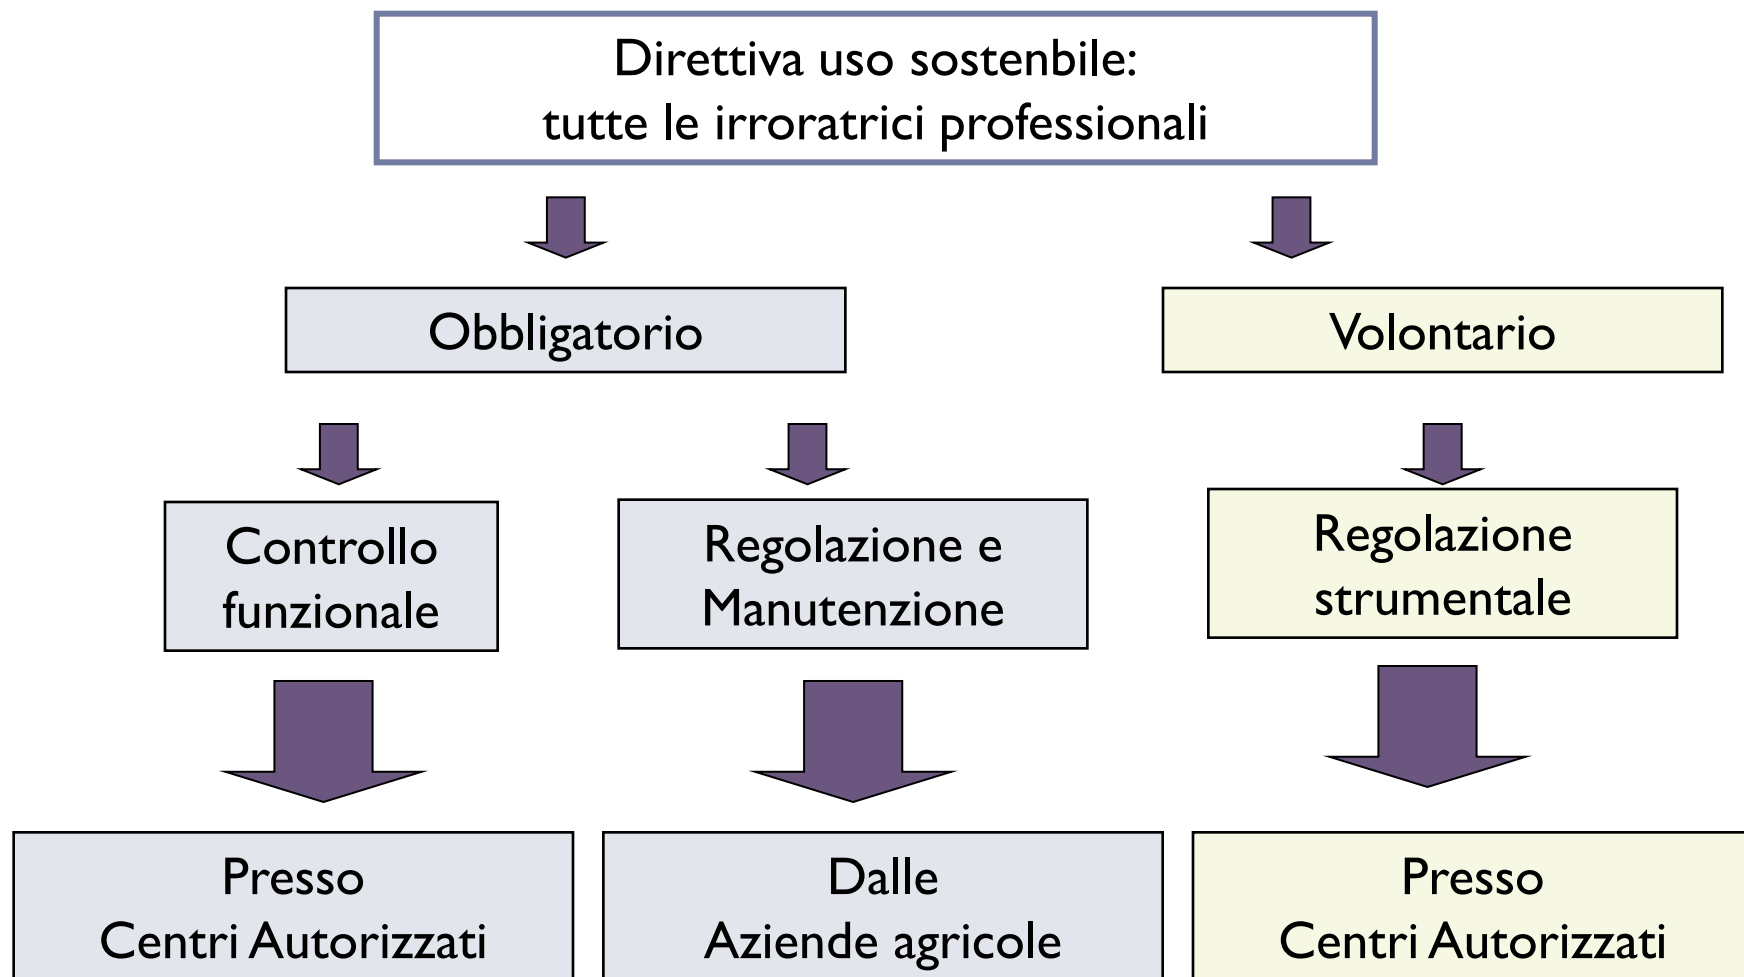 Direttiva uso sostenbile:
tutte le irroratrici professionali
Obbligatorio
Volontario
Controllo
funzionale
Regolazione e
Manutenzione
Regolazione
strumentale
Presso
Centri Autorizzati
Dalle
Aziende agricole
Presso
Centri Autorizzati